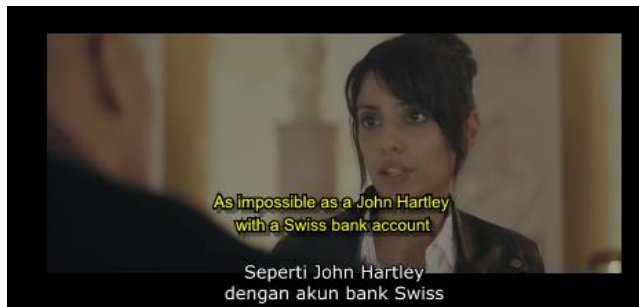 As impossible as a John Hartley
with a Swiss bank account
Seperti John Hartley
dengan akun bank Swiss